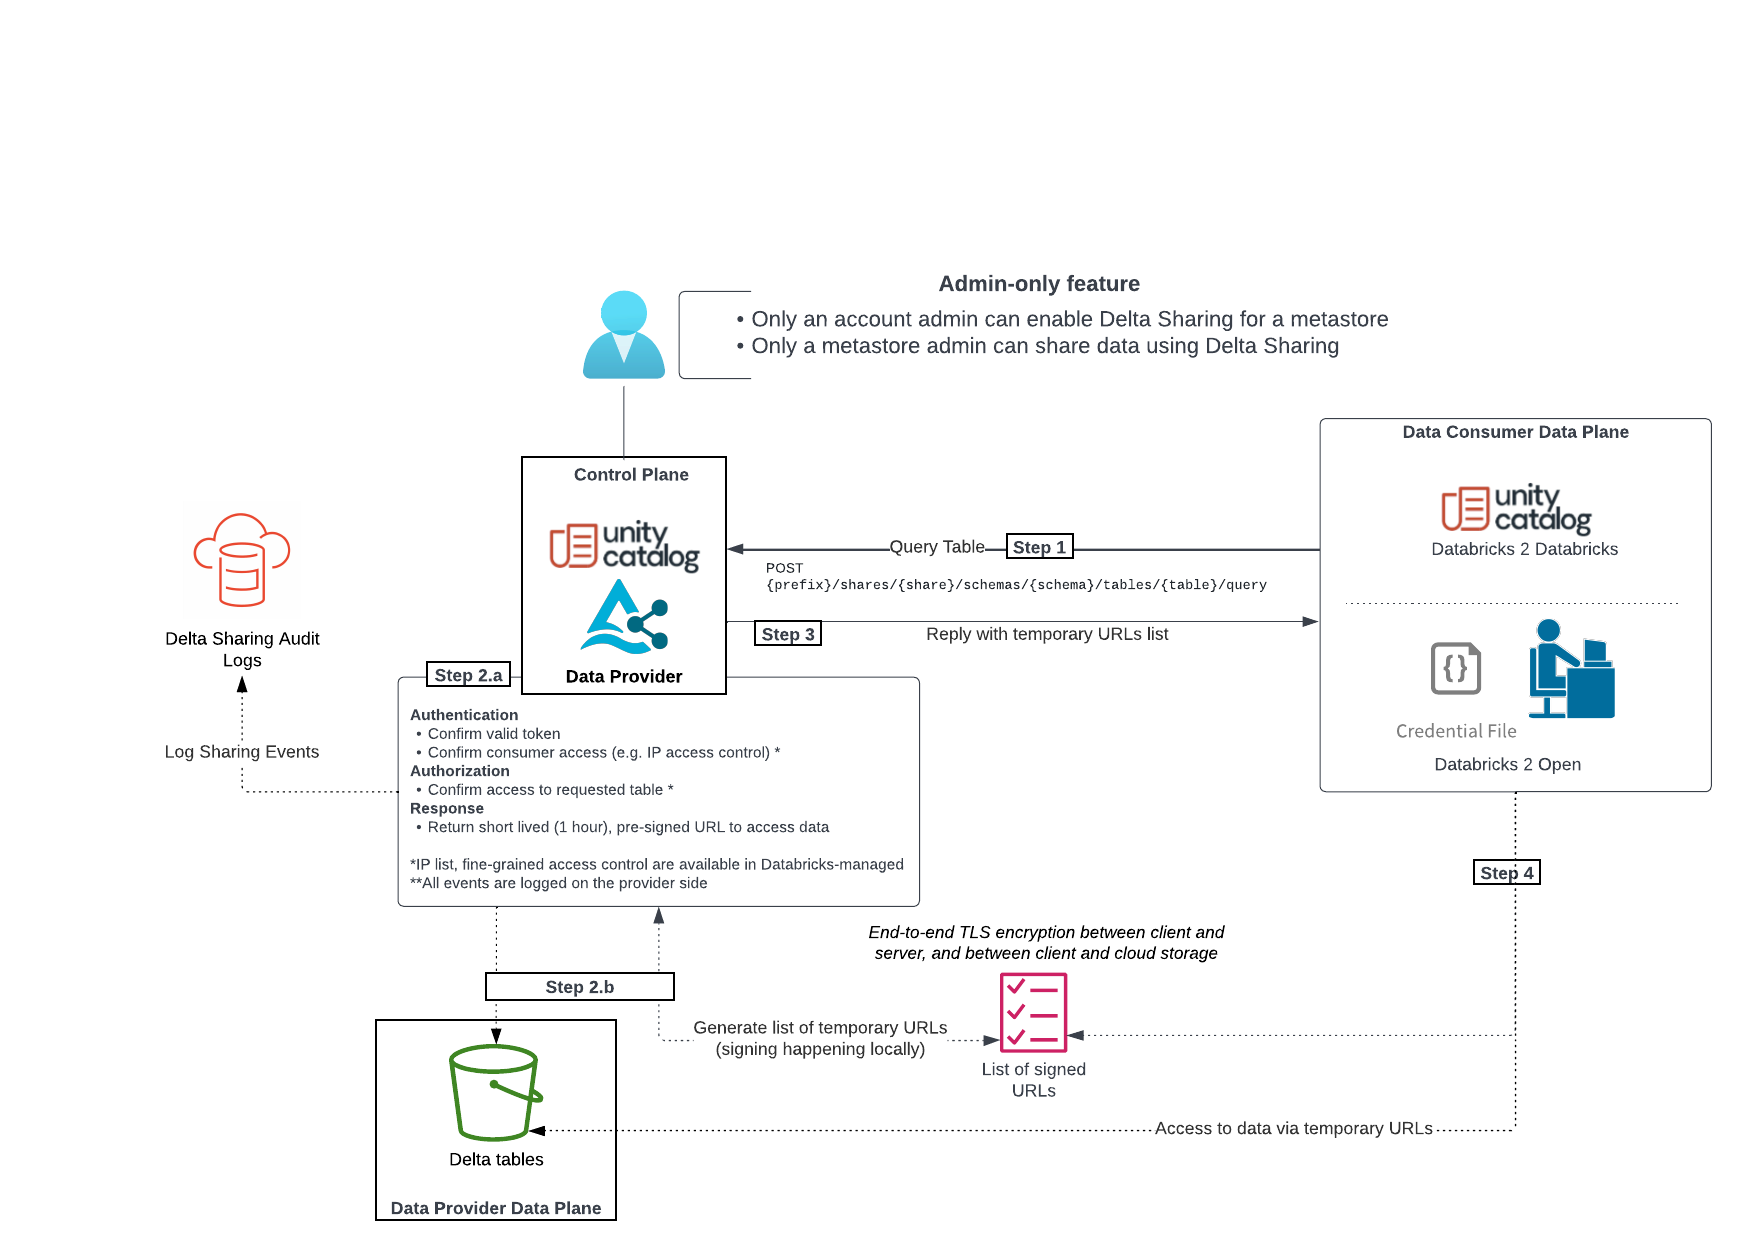 Admin-only feature
• Only an account admin can enable Delta Sharing for a metastore
• Only a metastore admin can share data using Delta Sharing
Data Consumer Data Plane
unity
catalog
Databricks 2 Databricks
{}
Credential File
Databricks 2 Open
Control Plane
unity
catalog
Data Provider
Query Table
Step 1
POST
{prefix}/shares/{share}/schemas/{schema}/tables/{table}/query
Step 3
Reply with temporary URLs list
Delta Sharing Audit
Logs
Log Sharing Events
Step 2.a
Authentication
• Confirm valid token
• Confirm consumer access (e.g. IP access control) *
Authorization
• Confirm access to requested table *
Response
• Return short lived (1 hour), pre-signed URL to access data
*IP list, fine-grained access control are available in Databricks-managed
**All events are logged on the provider side
Step 4
End-to-end TLS encryption between client and
server, and between client and cloud storage
Step 2.b
Generate list of temporary URLs
(signing happening locally)
List of signed
URLs
Access to data via temporary URLs
Delta tables
Data Provider Data Plane